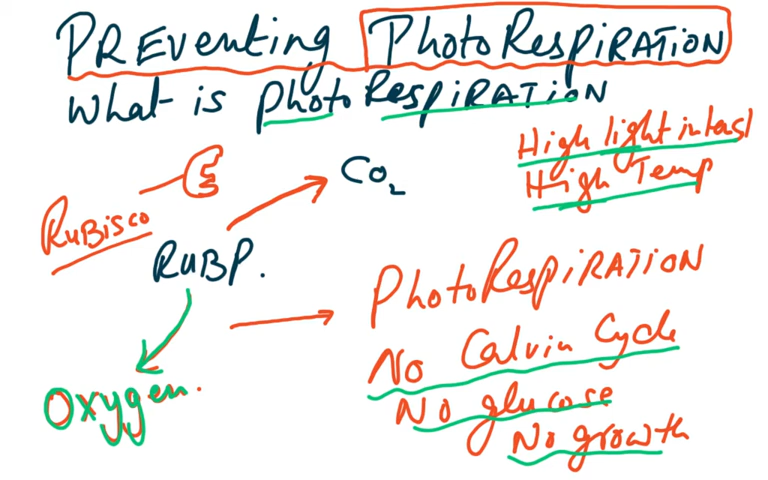 PREventing PhotoRespiRATION
What is photoRespiRATION
High light intest
High Temp
CO2
RuBisco
RUBP.
PhotoRespiRATION
No Calvin Cycle
Oxygen.
No glucose
No growth